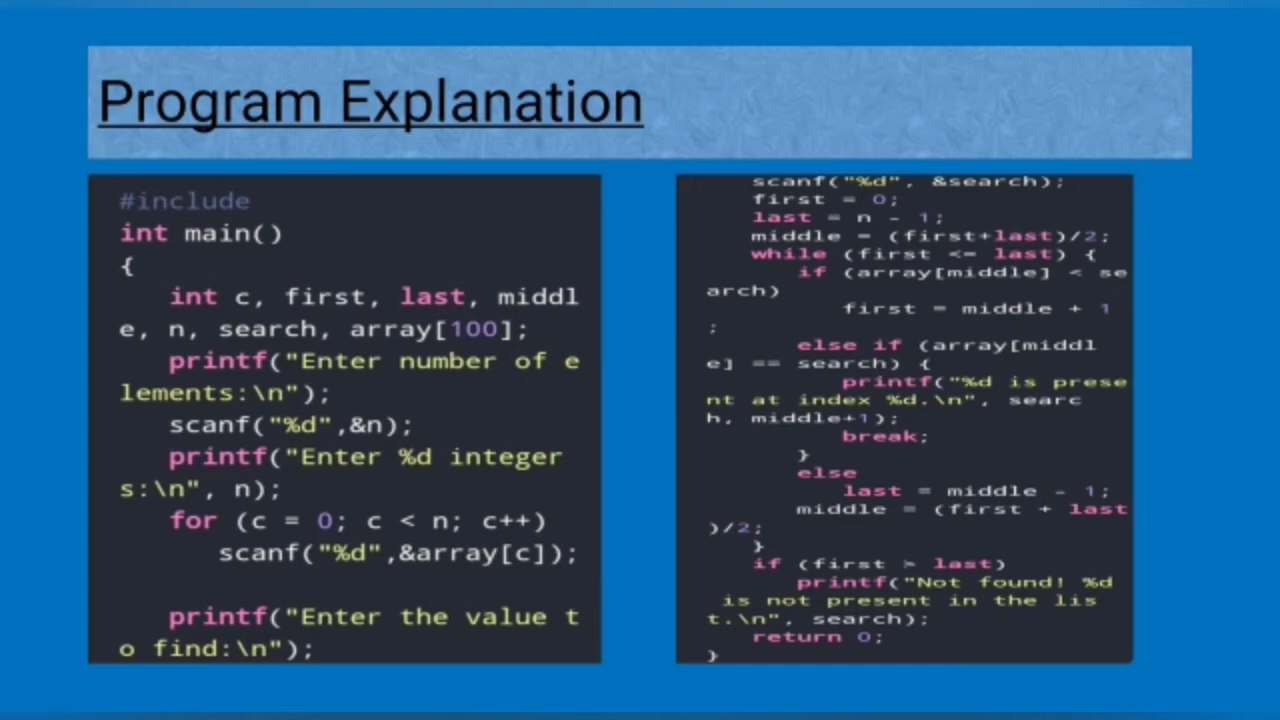 Program Explanation
#include
int main()
{
int c, first, last, middl
e, n, search, array[100];
printf("Enter number of e
lements:\n");
scanf("%d",&n);
printf("Enter %d integer
s:\n", n);
for (c = 0; c < n; c++)
scanf("%d",&array[c]);
printf("Enter the value t
o find:\n");
scanf("%d", &search);
first = 0;
last = n - 1;
middle = (first+last)/2;
while (first <= last) {
if (array[middle] < se
arch)
first = middle + 1
;
else if (array[middl
e] == search) {
printf("%d is prese
nt at index %d.\n", searc
h, middle+1);
break;
}
else
last = middle - 1;
middle = (first + last
)/2;
}
if (first > last)
printf("Not found! %d
is not present in the lis
t.\n", search);
return 0;
}